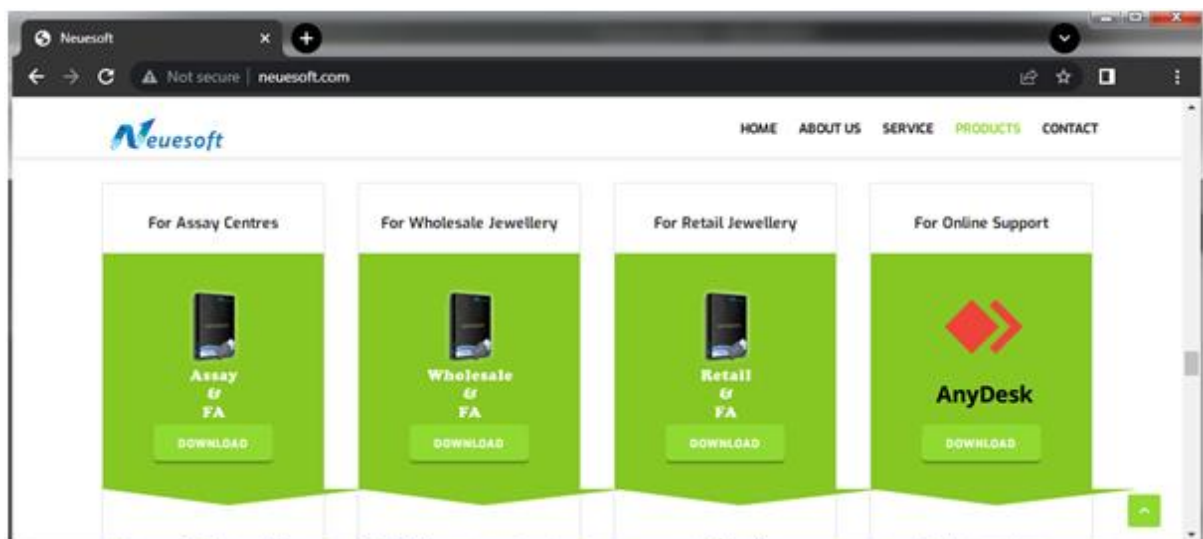 Neuesoft
Not secure | neuesoft.com
Neuesoft
HOME ABOUT US SERVICE PRODUCTS CONTACT
For Assay Centres
For Wholesale Jewellery
For Retail Jewellery
For Online Support
Assay
&
FA
DOWNLOAD
Wholesale
&
FA
DOWNLOAD
Retail
&
FA
DOWNLOAD
AnyDesk
DOWNLOAD